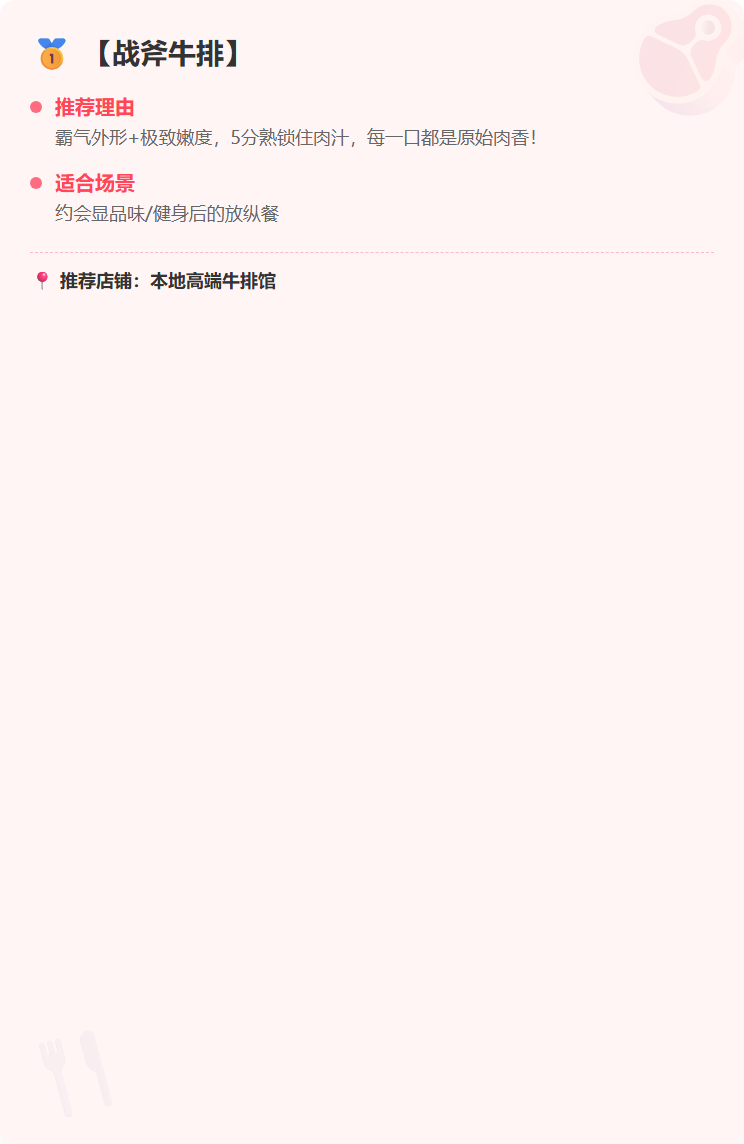 【战斧牛排】
推荐理由
霸气外形+极致嫩度，5分熟锁住肉汁，每一口都是原始肉香！
适合场景
约会显品味/健身后的放纵餐
推荐店铺：本地高端牛排馆